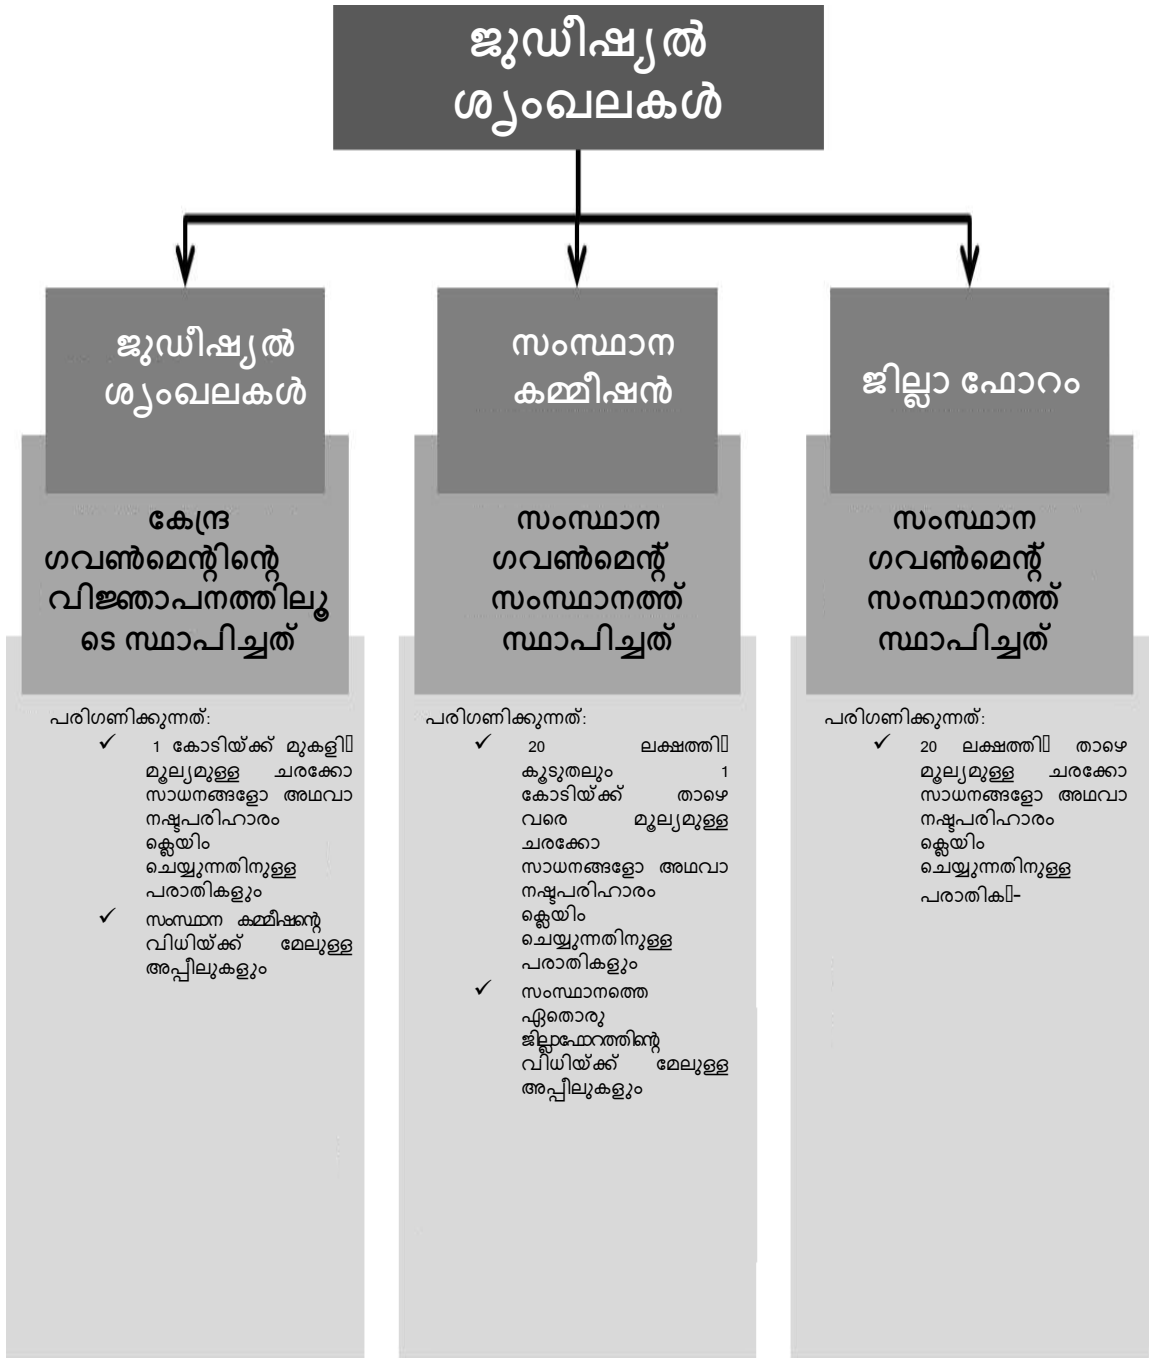 ജുഡീഷ്യൽ
ശൃംഖലകൾ
ജുഡീഷ്യൽ
ശൃംഖലകൾ
കേന്ദ്ര
ഗവൺമെന്റിന്റെ
വിജ്ഞാപനത്തിലൂ
ടെ സ്ഥാപിച്ചത്
പരിഗണിക്കുന്നത്:
✓ 1 കോടിയ്ക്ക് മുകളി
മൂല്യമുള്ള ചരക്കോ
സാധനങ്ങളോ അഥവാ
നഷ്ടപരിഹാരം
ക്ലെയിം
ചെയ്യുന്നതിനുള്ള
പരാതികളും
✓ സംസ്ഥാന കമ്മീഷന്റെ
വിധിയ്ക്ക് മേലുള്ള
അപ്പീലുകളും
സംസ്ഥാന
കമ്മീഷൻ
സംസ്ഥാന
ഗവൺമെന്റ്
സംസ്ഥാനത്ത്
സ്ഥാപിച്ചത്
പരിഗണിക്കുന്നത്:
✓ 20 ലക്ഷത്തി
കൂടുതലും 1
കോടിയ്ക്ക് താഴെ
വരെ മൂല്യമുള്ള
ചരക്കോ
സാധനങ്ങളോ അഥവാ
നഷ്ടപരിഹാരം
ക്ലെയിം
ചെയ്യുന്നതിനുള്ള
പരാതികളും
✓ സംസ്ഥാനത്തെ
ഏതൊരു
ജില്ലാഫോറത്തിന്റെ
വിധിയ്ക്ക് മേലുള്ള
അപ്പീലുകളും
ജില്ലാ ഫോറം
സംസ്ഥാന
ഗവൺമെന്റ്
സംസ്ഥാനത്ത്
സ്ഥാപിച്ചത്
പരിഗണിക്കുന്നത്:
✓ 20 ലക്ഷത്തി താഴെ
മൂല്യമുള്ള ചരക്കോ
സാധനങ്ങളോ അഥവാ
നഷ്ടപരിഹാരം
ക്ലെയിം
ചെയ്യുന്നതിനുള്ള
പരാതിക-